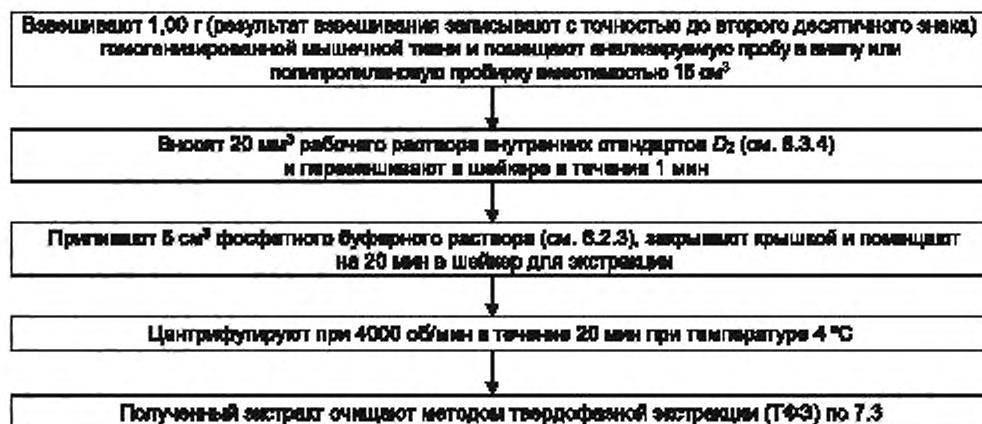 Взвешивают 1,00 г (результат взвешивания записывают с точностью до второго десятичного знака)
гомогенизированной мышечной ткани и помещают анализируемую пробу в виалу или
полипропиленовую пробирку вместимостью 15 см³
Вносят 20 мм³ рабочего раствора внутренних стандартов D₂ (см. 6.3.4)
и перемешивают в шейкере в течение 1 мин
Приливают 5 см³ фосфатного буферного раствора (см. 6.2.3), закрывают крышкой и помещают
на 20 мин в шейкер для экстракции
Центрифугируют при 4000 об/мин в течение 20 мин при температуре 4 °С
Полученный экстракт очищают методом твердофазной экстракции (ТФЭ) по 7.3